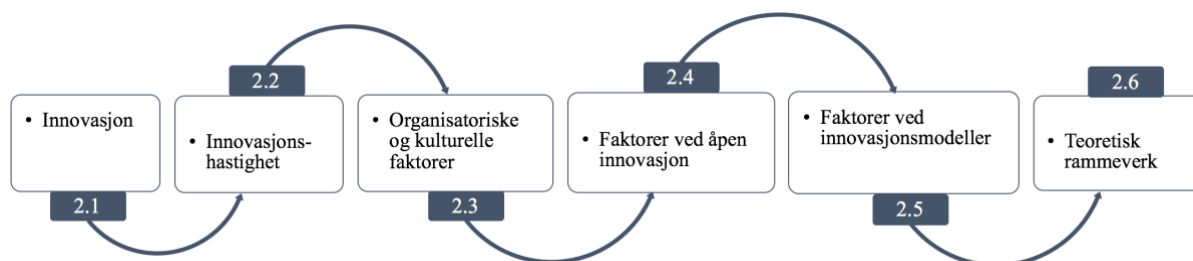 • Innovasjon
2.1
2.2
• Innovasjons-
hastighet
• Organisatoriske
og kulturelle
faktorer
2.3
2.4
• Faktorer ved åpen
innovasjon
• Faktorer ved
innovasjonsmodeller
2.5
2.6
• Teoretisk
rammeverk